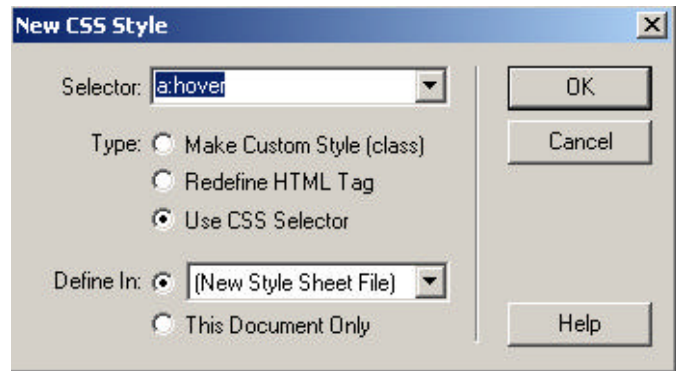 New CSS Style
Selector: a:hover
OK
Type: Make Custom Style (class)
Cancel
Redefine HTML Tag
Use CSS Selector
Define In: (New Style Sheet File)
This Document Only
Help